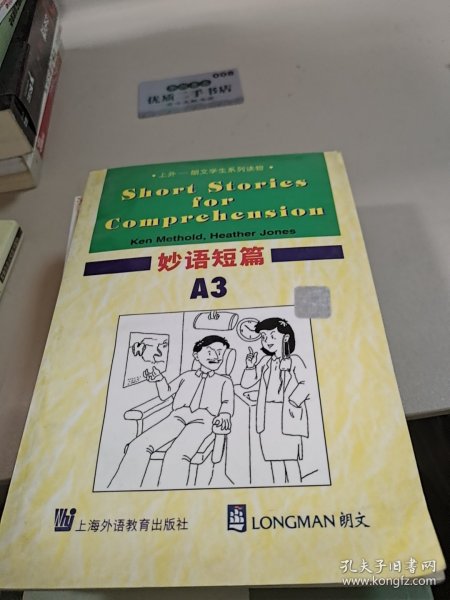 008
优质二手书店
·上外—朗文学生系列读物·
Short Stories
for
Comprehension
Ken Methold, Heather Jones
妙语短篇
A3
上海外语教育出版社
LONGMAN 朗文
孔夫子旧书网
www.kongfz.com